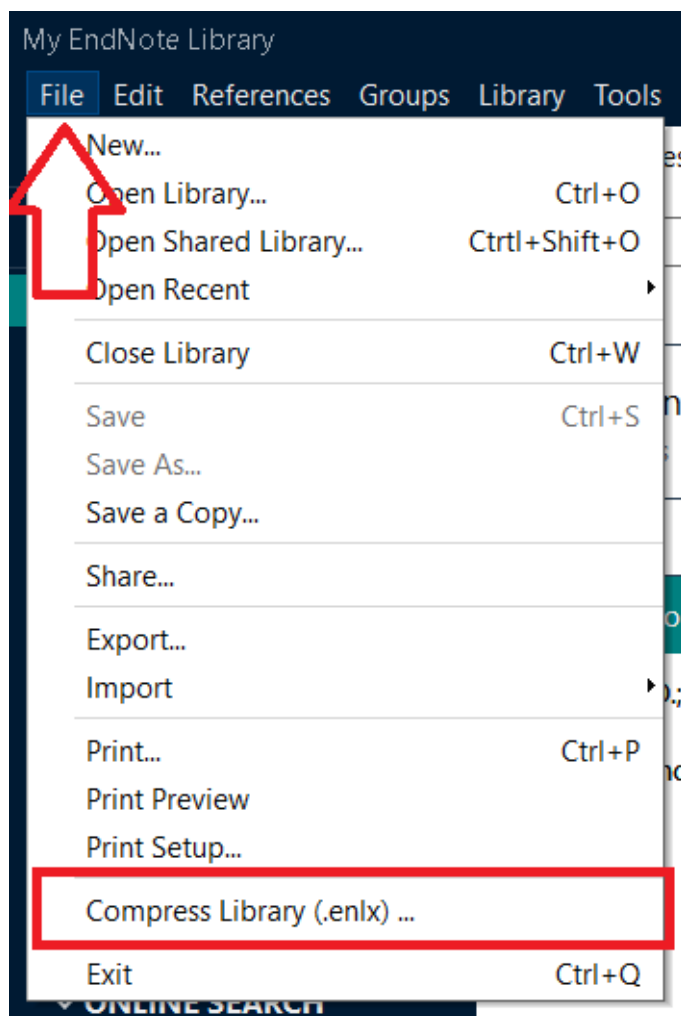 My EndNote Library
File Edit References Groups Library Tools
New...
Open Library... Ctrl+O
Open Shared Library... Ctrtl+Shift+O
Open Recent
Close Library Ctrl+W
Save Ctrl+S
Save As...
Save a Copy...
Share...
Export...
Import
Print... Ctrl+P
Print Preview
Print Setup...
Compress Library (.enlx) ...
Exit Ctrl+Q
ONLINE SEARCH